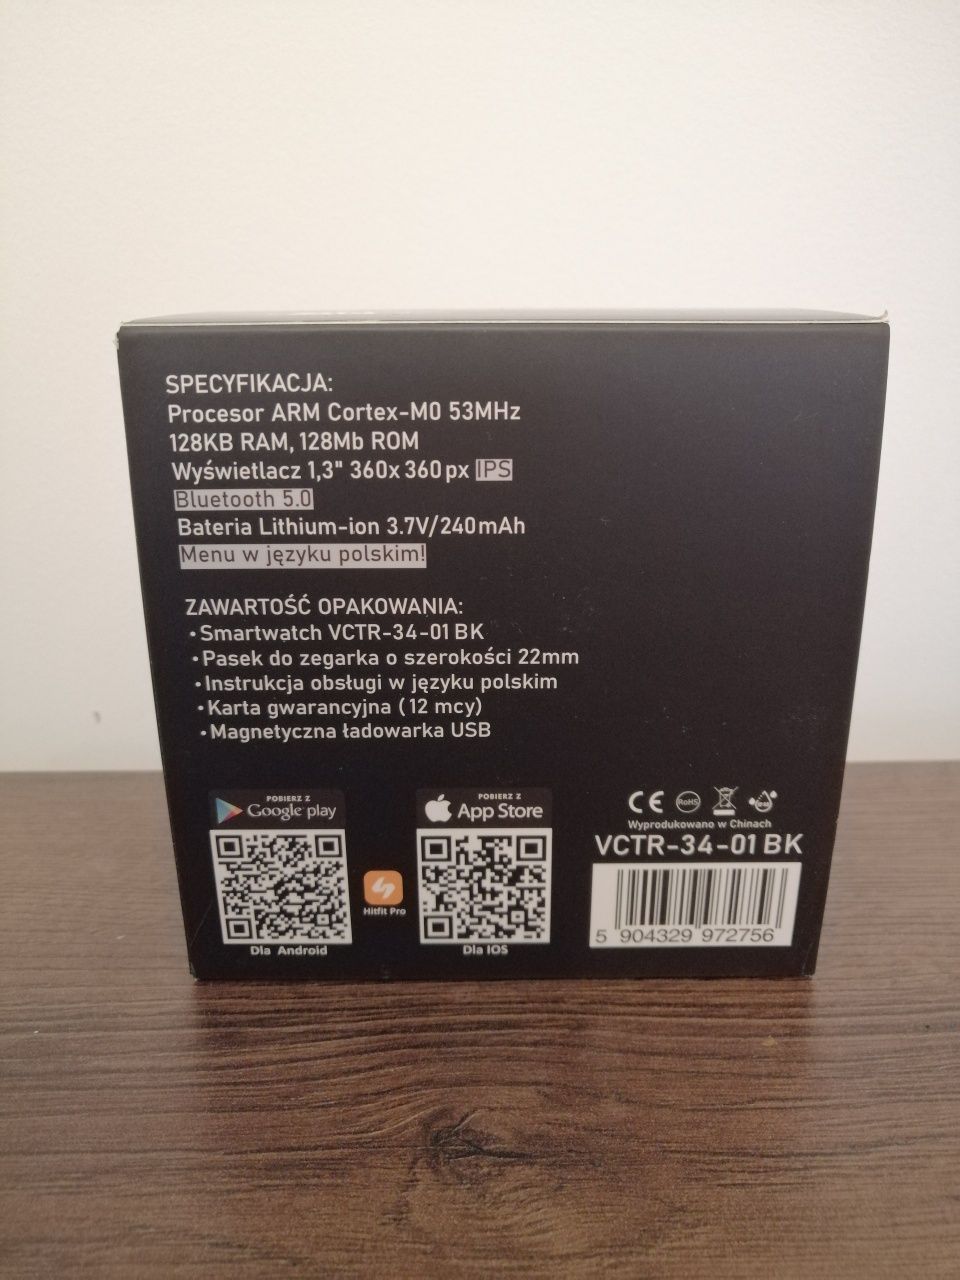 SPECYFIKACJA:
Procesor ARM Cortex-M0 53MHz
128KB RAM, 128Mb ROM
Wyświetlacz 1,3" 360x360px IPS
Bluetooth 5.0
Bateria Lithium-ion 3.7V/240mAh
Menu w języku polskim!
ZAWARTOŚĆ OPAKOWANIA:
•Smartwatch VCTR-34-01 BK
•Pasek do zegarka o szerokości 22mm
•Instrukcja obsługi w języku polskim
•Karta gwarancyjna (12 mcy)
•Magnetyczna ładowarka USB
POBIERZ Z
Google play
Dla Android
Hitfit Pro
POBIERZ Z
App Store
Dla IOS
CE RoHS
Wyprodukowano w Chinach
VCTR-34-01 BK
5 904329 972756